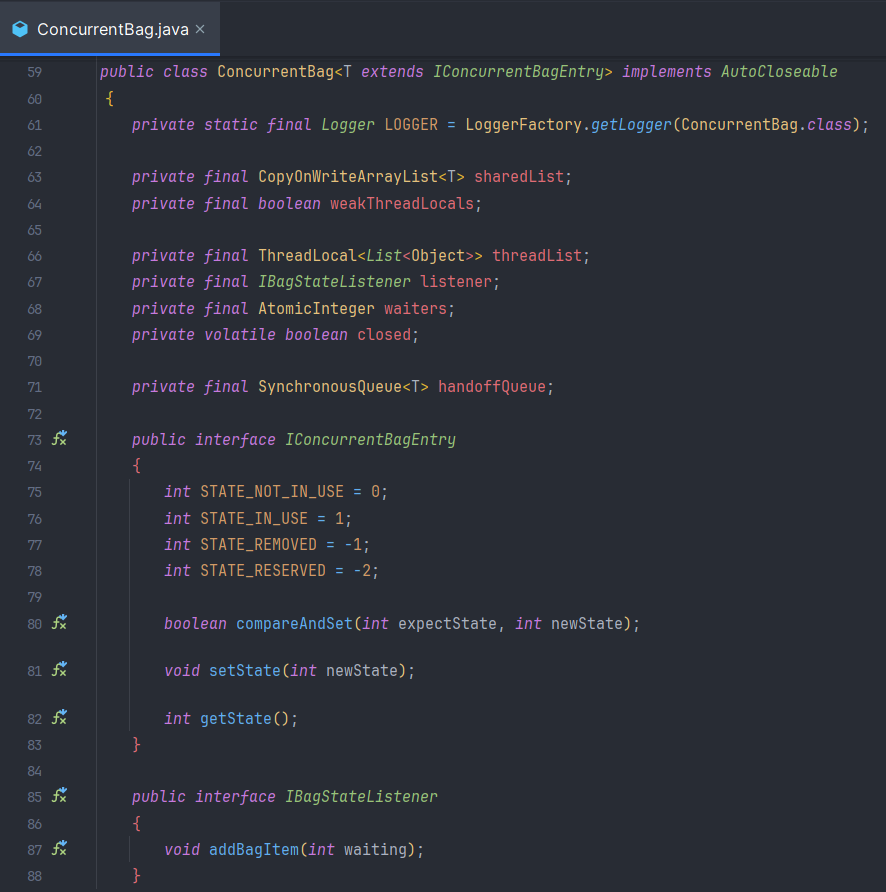 ConcurrentBag.java ×
59 public class ConcurrentBag<T extends IConcurrentBagEntry> implements AutoCloseable
60 {
61 private static final Logger LOGGER = LoggerFactory.getLogger(ConcurrentBag.class);
62
63 private final CopyOnWriteArrayList<T> sharedList;
64 private final boolean weakThreadLocals;
65
66 private final ThreadLocal<List<Object>> threadList;
67 private final IBagStateListener listener;
68 private final AtomicInteger waiters;
69 private volatile boolean closed;
70
71 private final SynchronousQueue<T> handoffQueue;
72
73 public interface IConcurrentBagEntry
74 {
75 int STATE_NOT_IN_USE = 0;
76 int STATE_IN_USE = 1;
77 int STATE_REMOVED = -1;
78 int STATE_RESERVED = -2;
79
80 boolean compareAndSet(int expectState, int newState);
81 void setState(int newState);
82 int getState();
83 }
84
85 public interface IBagStateListener
86 {
87 void addBagItem(int waiting);
88 }